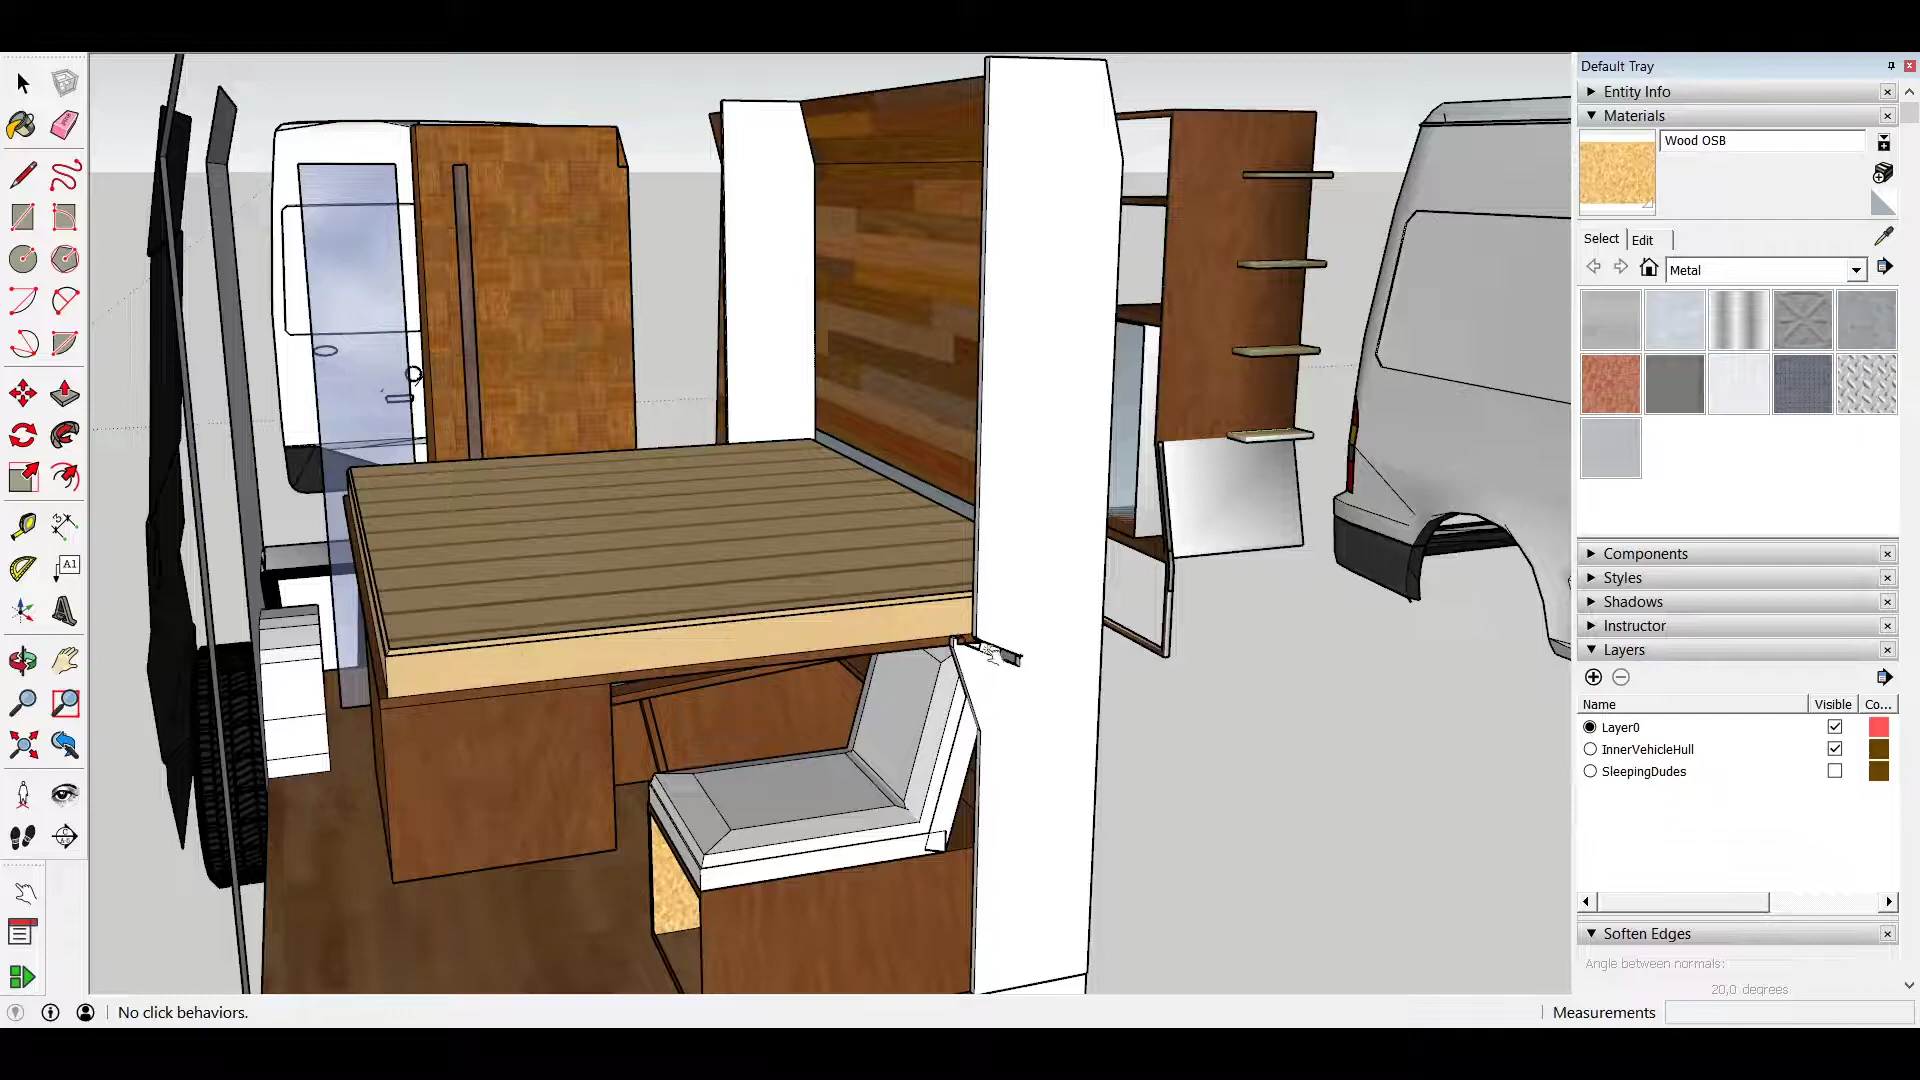 Default Tray
Entity Info
Materials
Wood OSB
Select
Edit
Metal
A1
Components
Styles
Shadows
Instructor
Layers
Name
Visible
Co...
Layer0
InnerVehicleHull
SleepingDudes
Soften Edges
Angle between normals:
20,0 degrees
No click behaviors.
Measurements